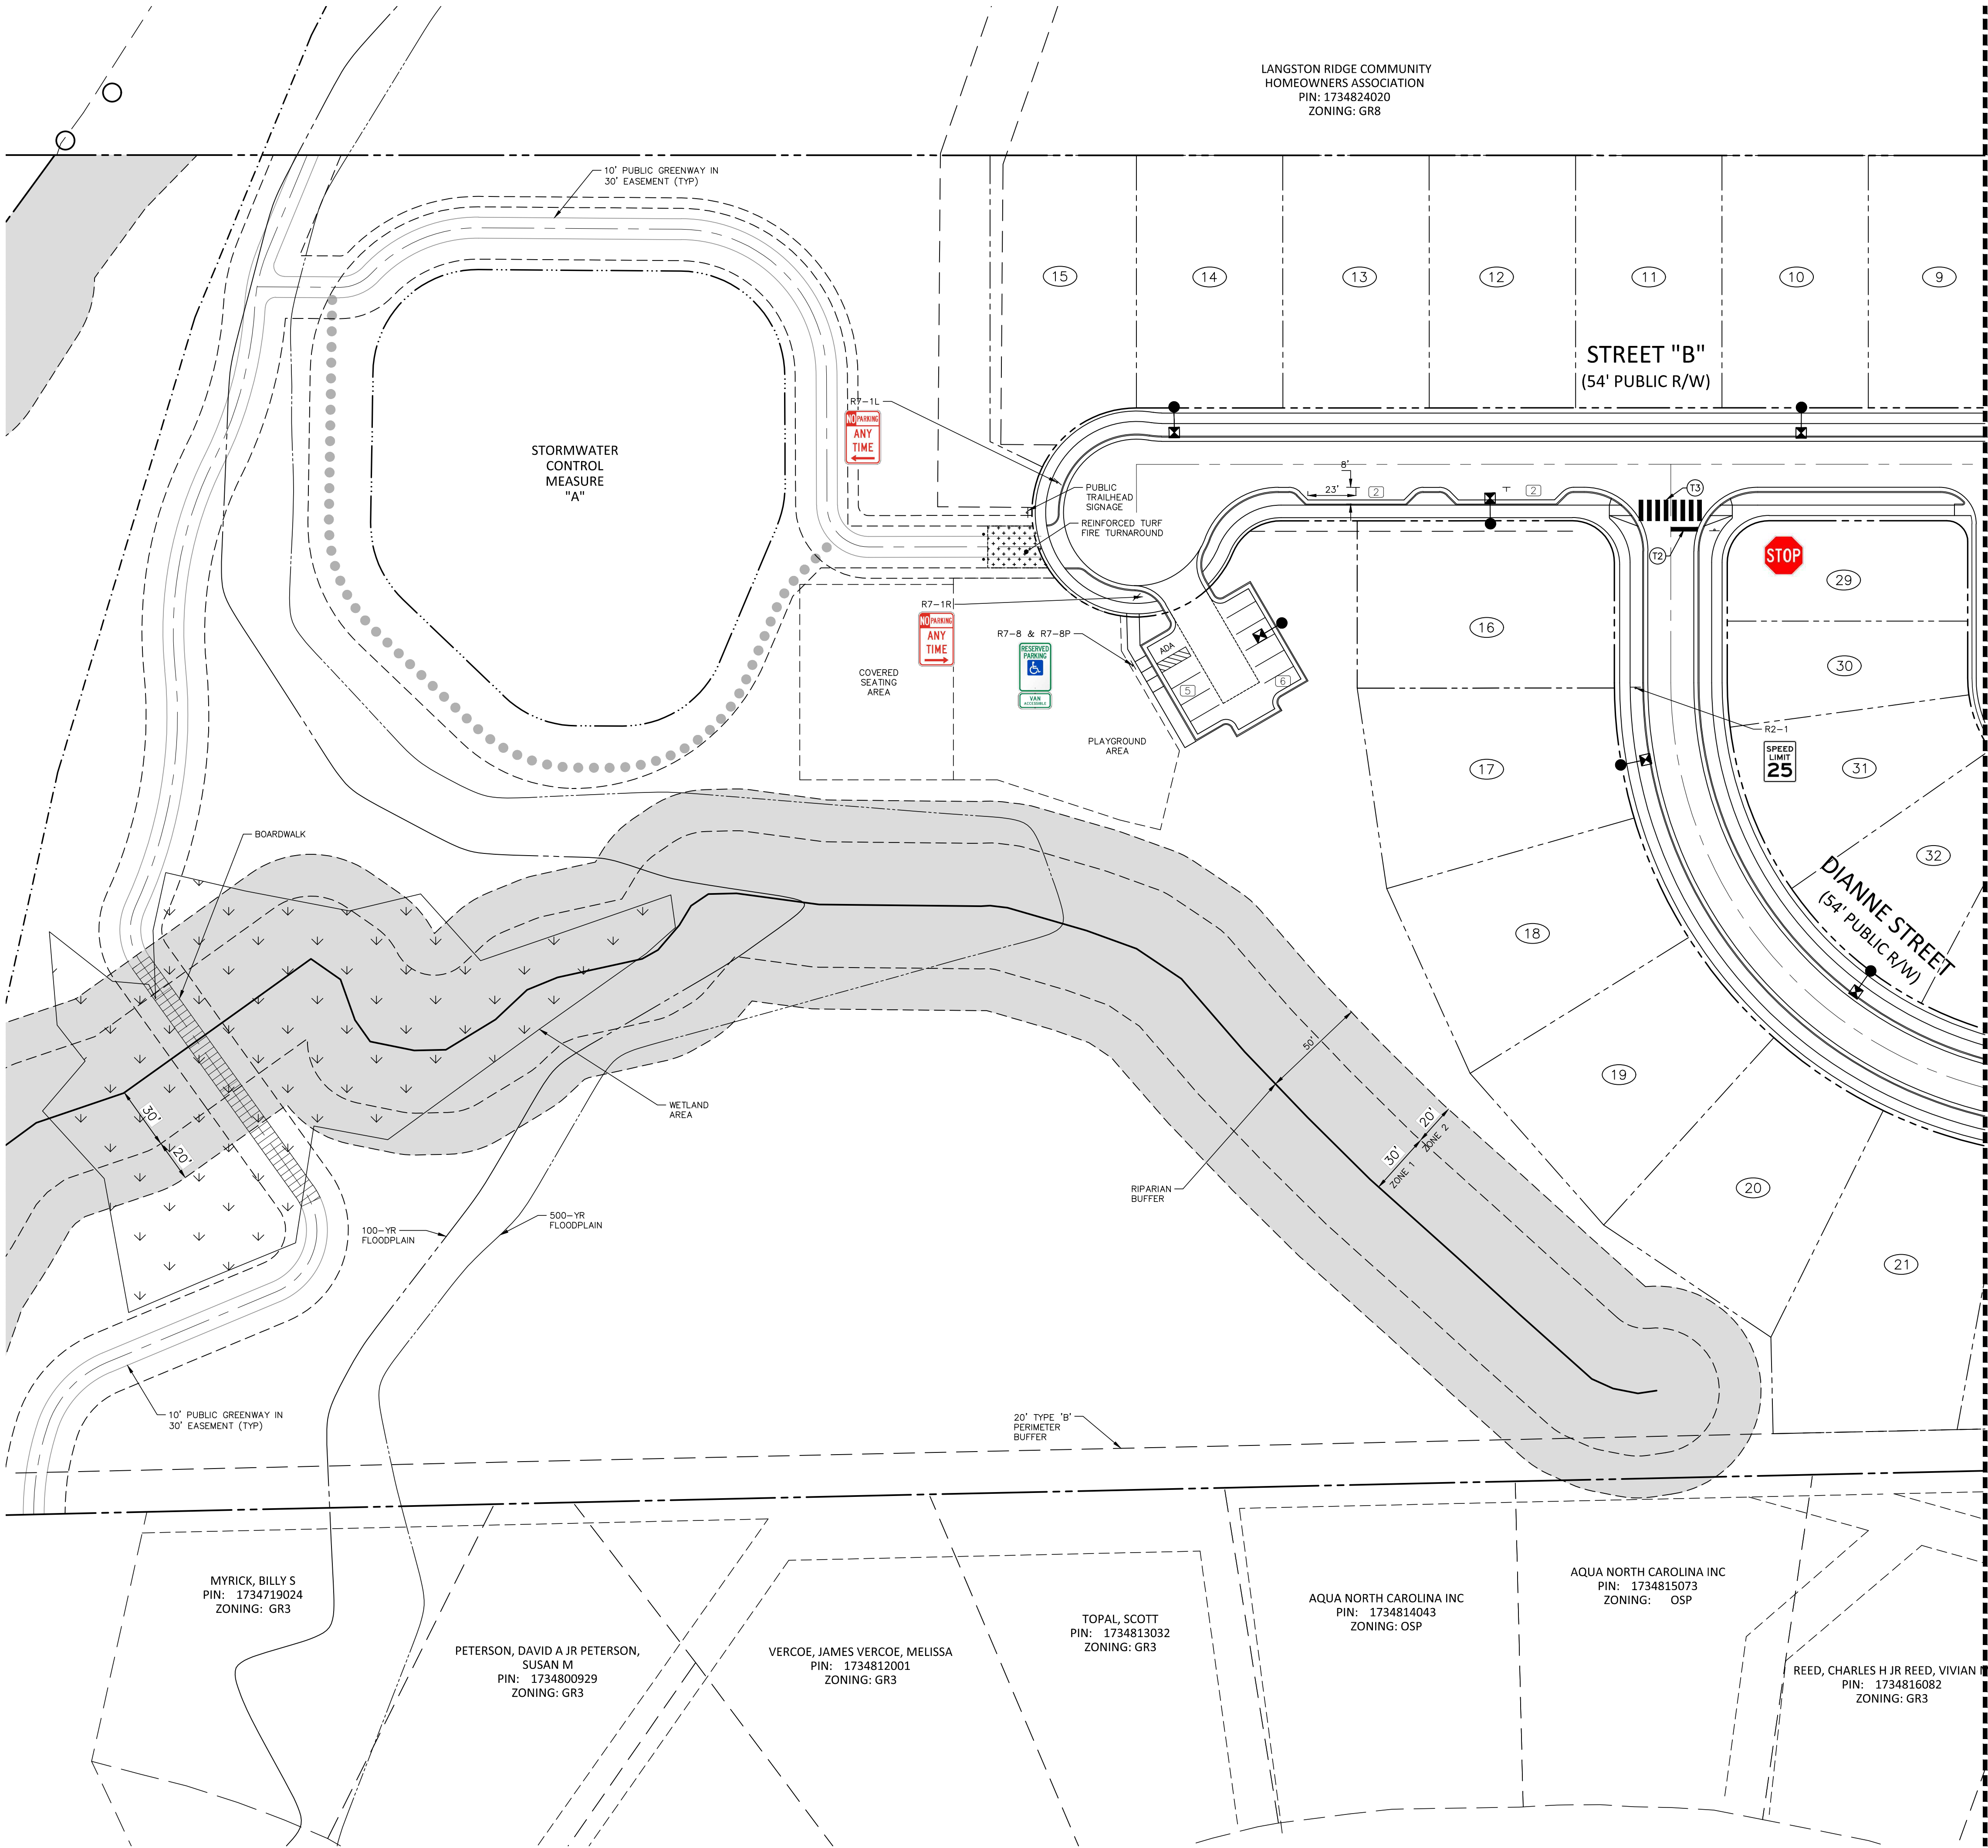 LANGSTON RIDGE COMMUNITY
HOMEOWNERS ASSOCIATION
PIN: 1734824020
ZONING: GR8
10' PUBLIC GREENWAY IN
30' EASEMENT (TYP)
15
14
13
12
11
10
9
STREET "B"
(54' PUBLIC R/W)
R7-1L
NO PARKING
ANY
TIME
STORMWATER
CONTROL
MEASURE
"A"
8'
23'
2
2
T3
PUBLIC
TRAILHEAD
SIGNAGE
REINFORCED TURF
FIRE TURNAROUND
T2
STOP
29
R7-1R
NO PARKING
ANY
TIME
R7-8 & R7-8P
RESERVED
PARKING
VAN
ACCESSIBLE
ADA
5
6
16
30
COVERED
SEATING
AREA
PLAYGROUND
AREA
R2-1
SPEED
LIMIT
25
17
31
32
BOARDWALK
DIANNE STREET
(54' PUBLIC R/W)
18
50'
19
WETLAND
AREA
30'
20'
30'
20'
ZONE 1
ZONE 2
RIPARIAN
BUFFER
20
100-YR
FLOODPLAIN
500-YR
FLOODPLAIN
21
10' PUBLIC GREENWAY IN
30' EASEMENT (TYP)
20' TYPE 'B'
PERIMETER
BUFFER
MYRICK, BILLY S
PIN: 1734719024
ZONING: GR3
PETERSON, DAVID A JR PETERSON,
SUSAN M
PIN: 1734800929
ZONING: GR3
VERCOE, JAMES VERCOE, MELISSA
PIN: 1734812001
ZONING: GR3
TOPAL, SCOTT
PIN: 1734813032
ZONING: GR3
AQUA NORTH CAROLINA INC
PIN: 1734814043
ZONING: OSP
AQUA NORTH CAROLINA INC
PIN: 1734815073
ZONING: OSP
REED, CHARLES H JR REED, VIVIAN
PIN: 1734816082
ZONING: GR3